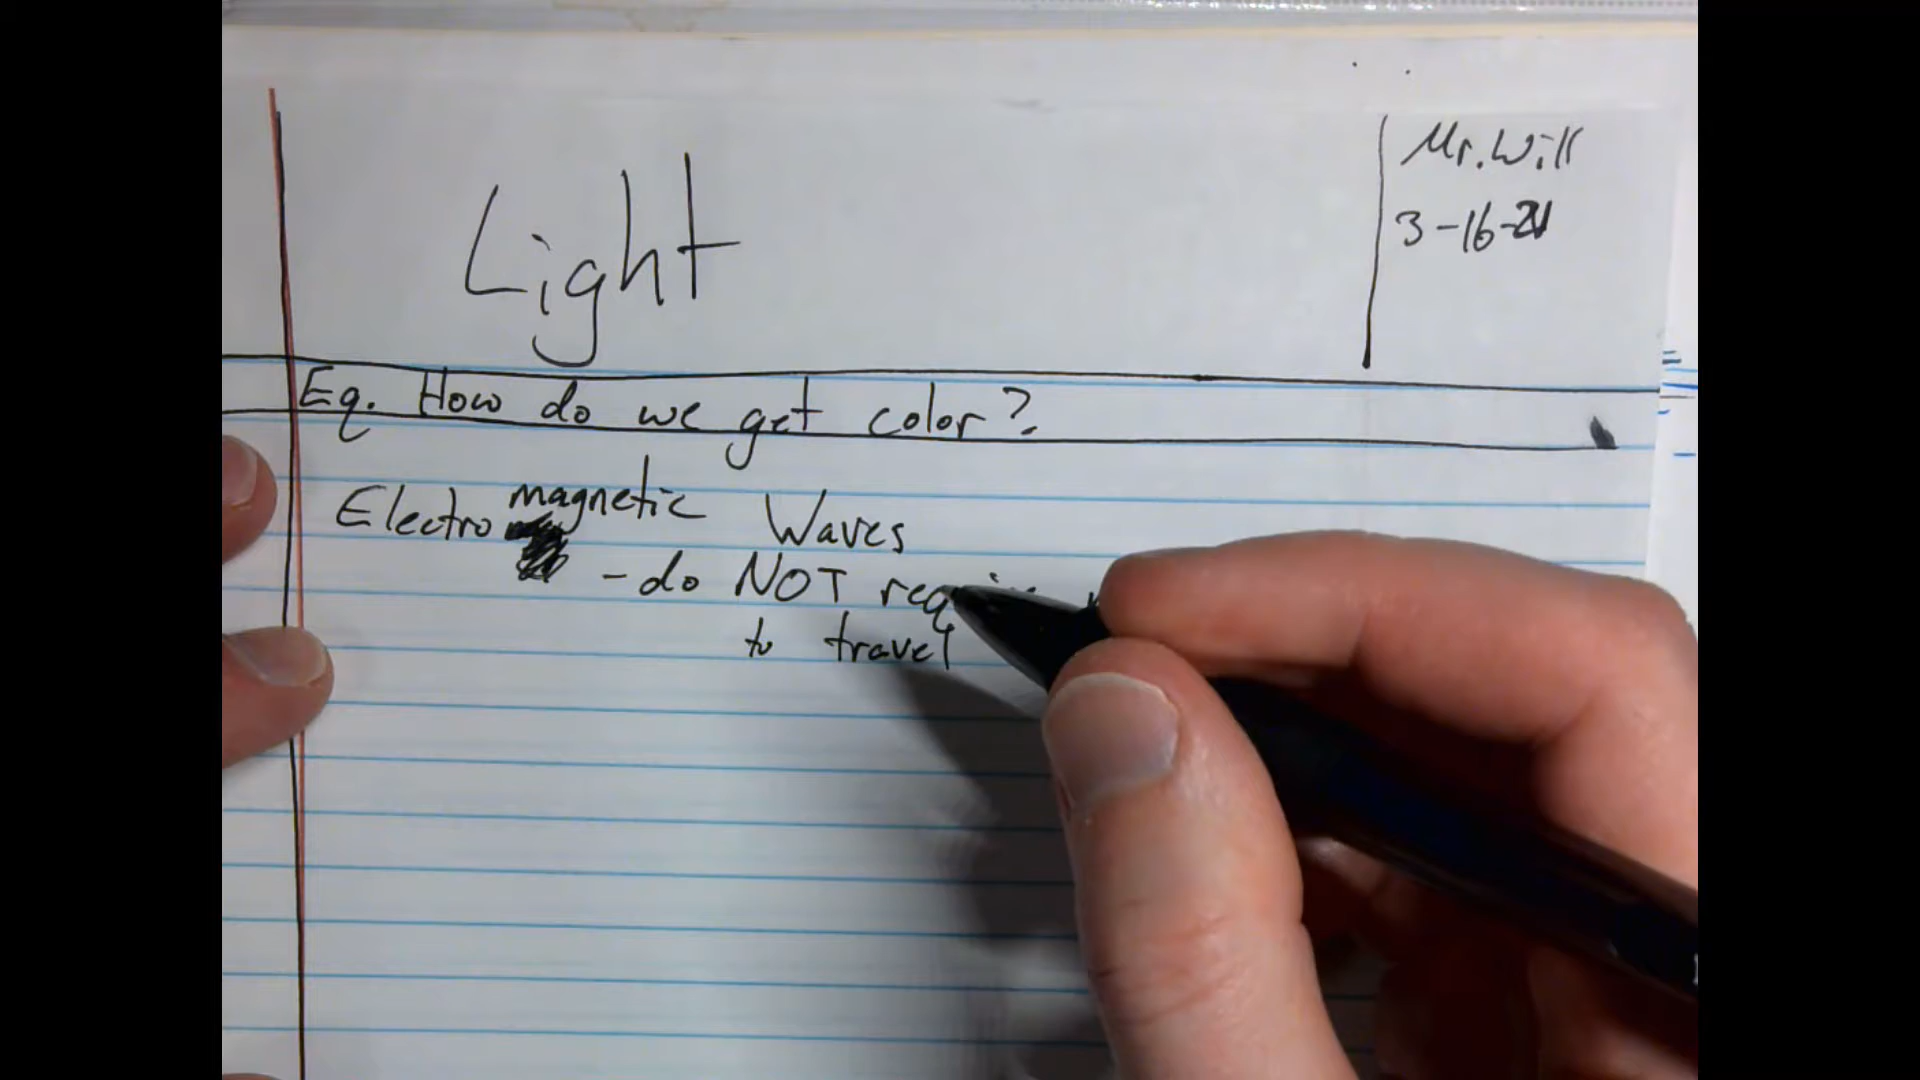 Mr. Will
3-16-21
Light
Eq. How do we get color?
Electromagnetic Waves
- do NOT
to travel